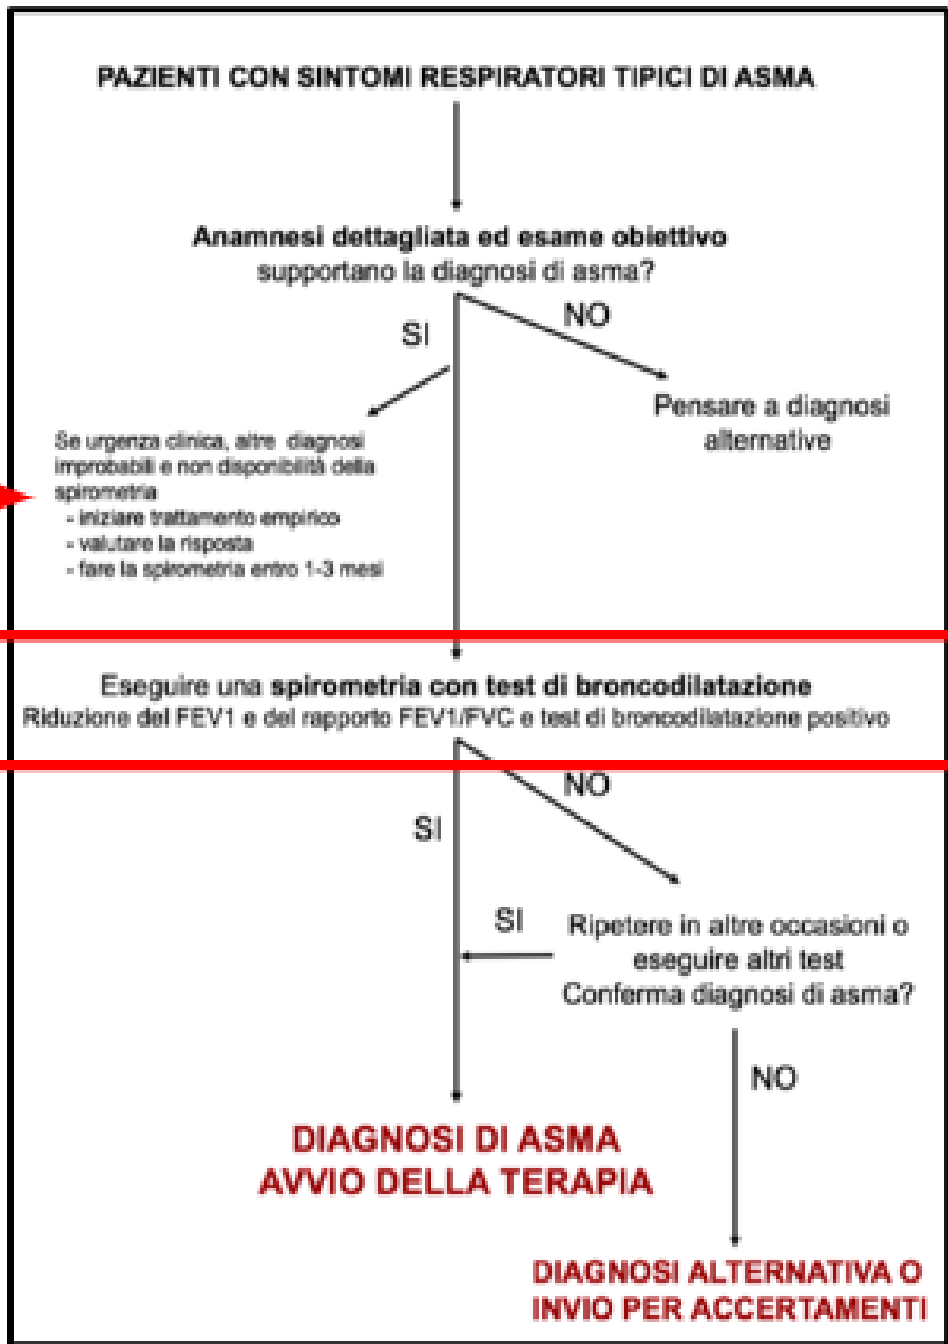 PAZIENTI CON SINTOMI RESPIRATORI TIPICI DI ASMA
Anamnesi dettagliata ed esame obiettivo
supportano la diagnosi di asma?
SI
NO
Pensare a diagnosi
alternative
Se urgenza clinica, altre diagnosi
improbabili e non disponibilità della
spirometria
- iniziare trattamento empirico
- valutare la risposta
- fare la spirometria entro 1-3 mesi
Eseguire una spirometria con test di broncodilatazione
Riduzione del FEV1 e del rapporto FEV1/FVC e test di broncodilatazione positivo
NO
SI
SI
Ripetere in altre occasioni o
eseguire altri test
Conferma diagnosi di asma?
NO
DIAGNOSI DI ASMA
AVVIO DELLA TERAPIA
DIAGNOSI ALTERNATIVA O
INVIO PER ACCERTAMENTI